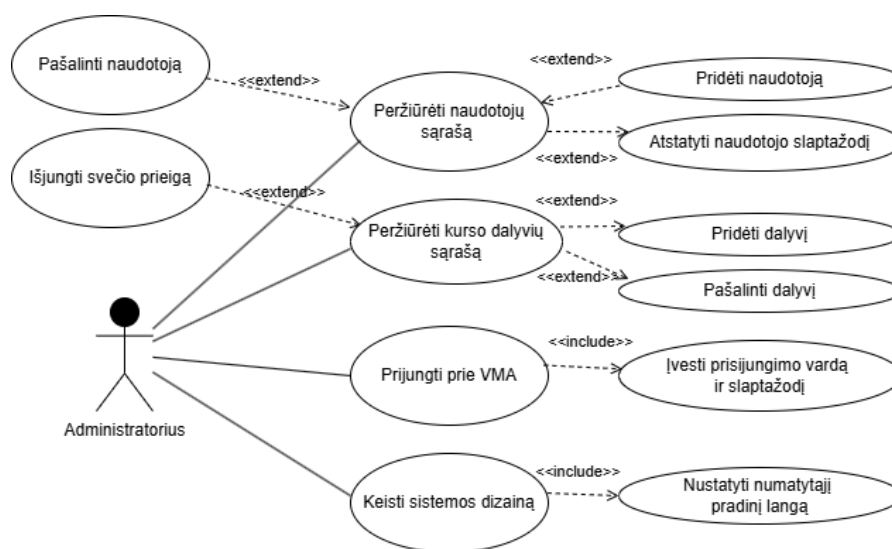 Pašalinti naudotoją
<<extend>>
Peržiūrėti naudotojų
sąrašą
<<extend>>
Pridėti naudotoją
Atstatyti naudotojo slaptažodį
<<extend>>
Išjungti svečio prieigą
<<extend>>
Peržiūrėti kurso dalyvių
sąrašą
<<extend>>
Pridėti dalyvį
<<extend>>
Pašalinti dalyvį
Administratorius
Prijungti prie VMA
<<include>>
Įvesti prisijungimo vardą
ir slaptažodį
Keisti sistemos dizainą
<<include>>
Nustatyti numatytąjį
pradinį langą